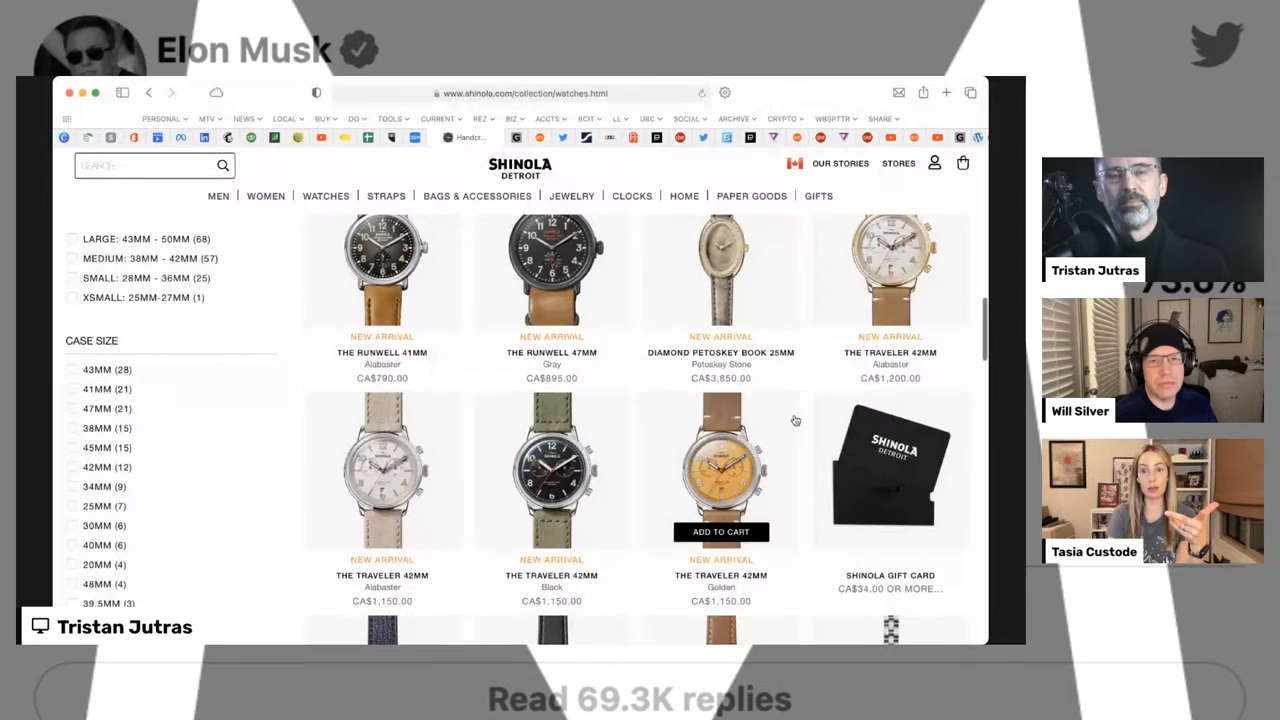 Elon Musk
www.shinola.com/collection/watches.html
PERSONAL MTV NEWS LOCAL BUY DO TOOLS CURRENT REZ BIZ ACCTS BCIT LL UBC SOCIAL ARCHIVE CRYPTO WBSPTTR SHARE
Handcr...
SEARCH
SHINOLA
DETROIT
OUR STORIES STORES
MEN WOMEN WATCHES STRAPS BAGS & ACCESSORIES JEWELRY CLOCKS HOME PAPER GOODS GIFTS
LARGE: 43MM - 50MM (68)
MEDIUM: 38MM - 42MM (57)
SMALL: 28MM - 36MM (25)
XSMALL: 25MM-27MM (1)
CASE SIZE
43MM (28)
41MM (21)
47MM (21)
38MM (15)
45MM (15)
42MM (12)
34MM (9)
25MM (7)
30MM (6)
40MM (6)
20MM (4)
48MM (4)
39.5MM (3)
NEW ARRIVAL
THE RUNWELL 41MM
Alabaster
CA$790.00
NEW ARRIVAL
THE RUNWELL 47MM
Gray
CA$895.00
NEW ARRIVAL
DIAMOND PETOSKEY BOOK 25MM
Petoskey Stone
CA$3,850.00
NEW ARRIVAL
THE TRAVELER 42MM
Alabaster
CA$1,200.00
NEW ARRIVAL
THE TRAVELER 42MM
Alabaster
CA$1,150.00
NEW ARRIVAL
THE TRAVELER 42MM
Black
CA$1,150.00
ADD TO CART
NEW ARRIVAL
THE TRAVELER 42MM
Golden
CA$1,150.00
SHINOLA
DETROIT
SHINOLA GIFT CARD
CA$34.00 OR MORE...
Tristan Jutras
Tristan Jutras
73.6%
Will Silver
Tasia Custode
Read 69.3K replies